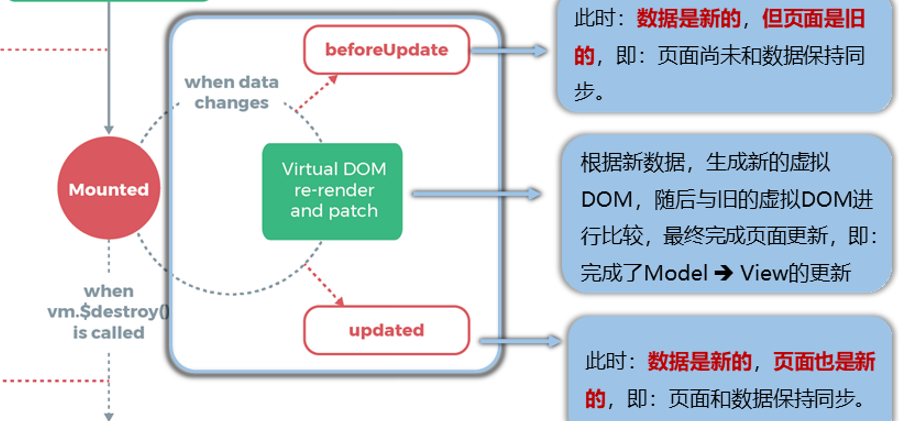 此时：数据是新的，但页面是旧
的，即：页面尚未和数据保持同
步。
beforeUpdate
when data
changes
Mounted
Virtual DOM
re-render
and patch
根据新数据，生成新的虚拟
DOM，随后与旧的虚拟DOM进
行比较，最终完成页面更新，即：
完成了Model ➔ View的更新
when
vm.$destroy()
is called
updated
此时：数据是新的，页面也是新
的，即：页面和数据保持同步。